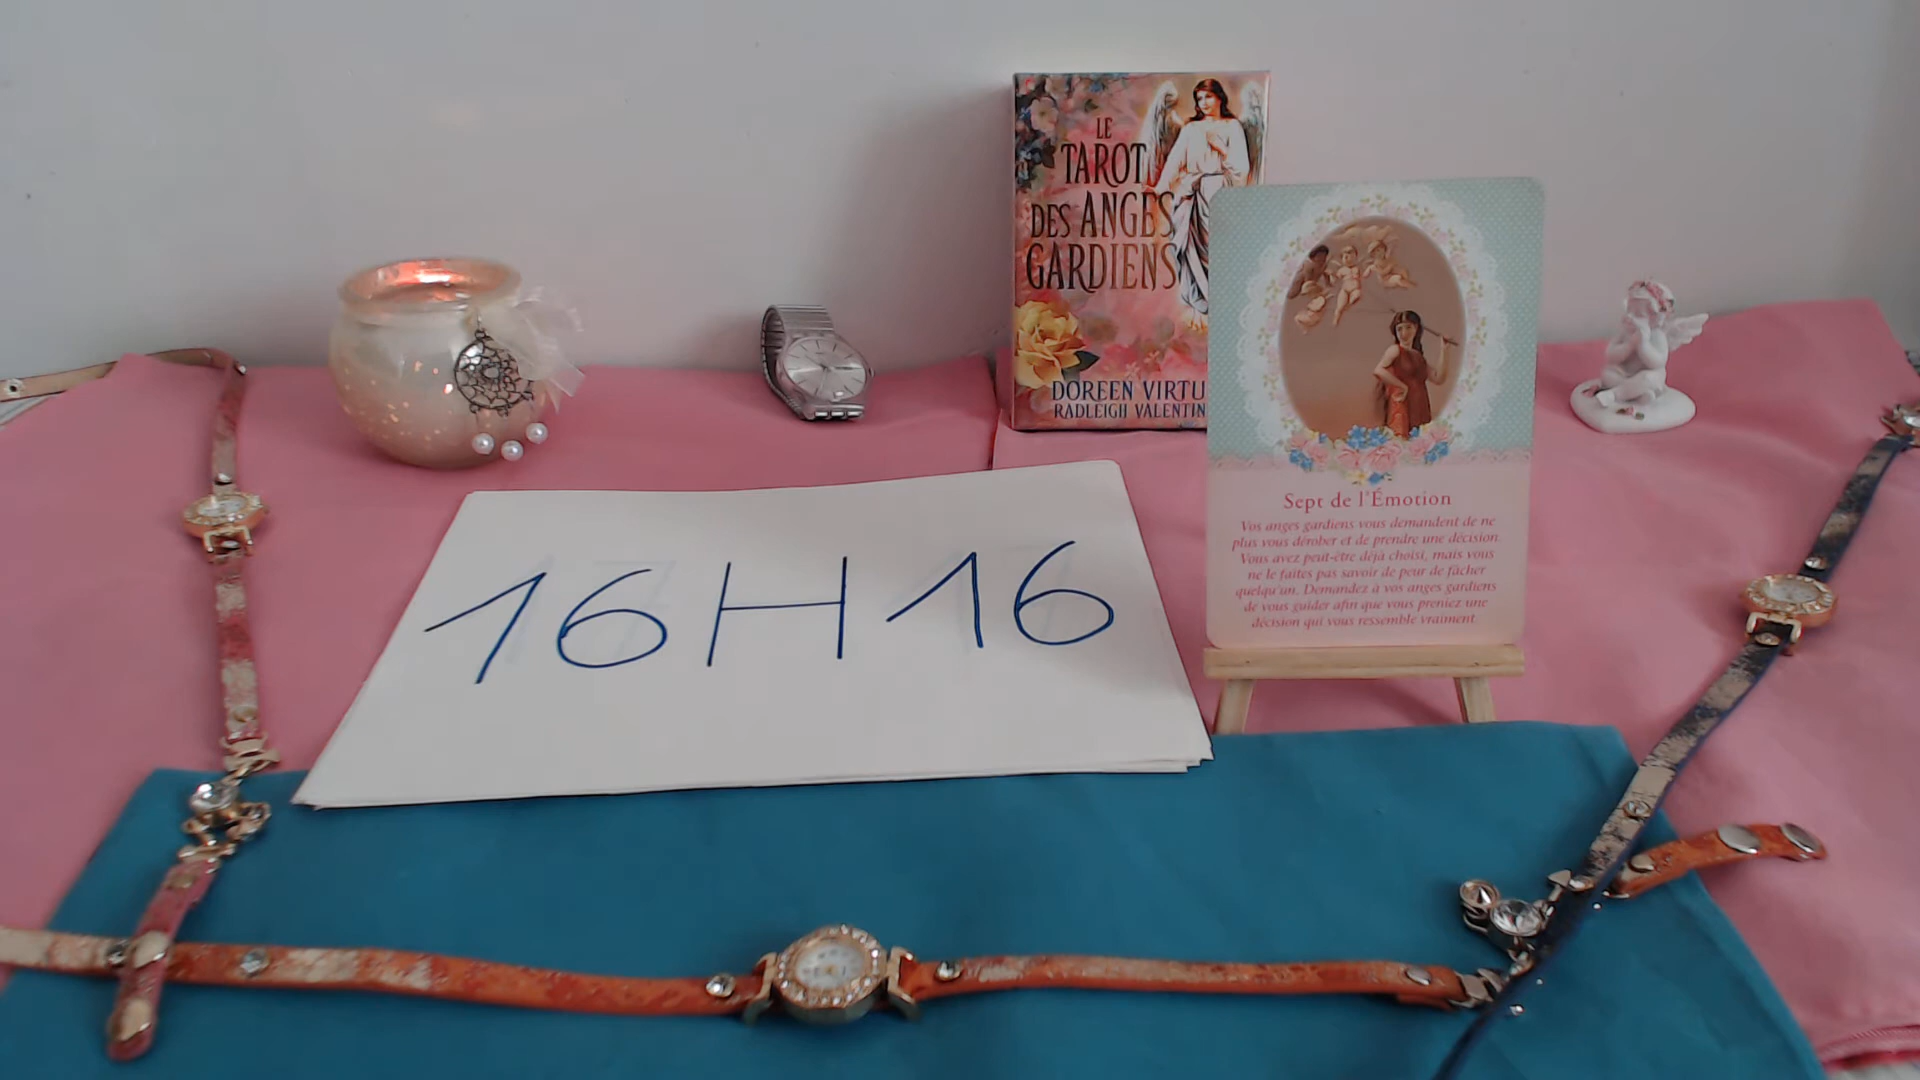 LE
TAROT
DES ANGES
GARDIENS
DOREEN VIRTU
RADLEIGH VALENTIN
Sept de l'Émotion
Vos anges gardiens vous demandent de ne
plus vous dérober et de prendre une décision.
Vous avez peut-être déjà choisi, mais vous
ne le faites pas savoir de peur de fâcher
quelqu'un. Demandez à vos anges gardiens
de vous guider afin que vous preniez une
décision qui vous ressemble vraiment
16H16